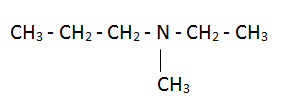 CH₃ - CH₂ - CH₂ - N - CH₂ - CH₃
|
CH₃